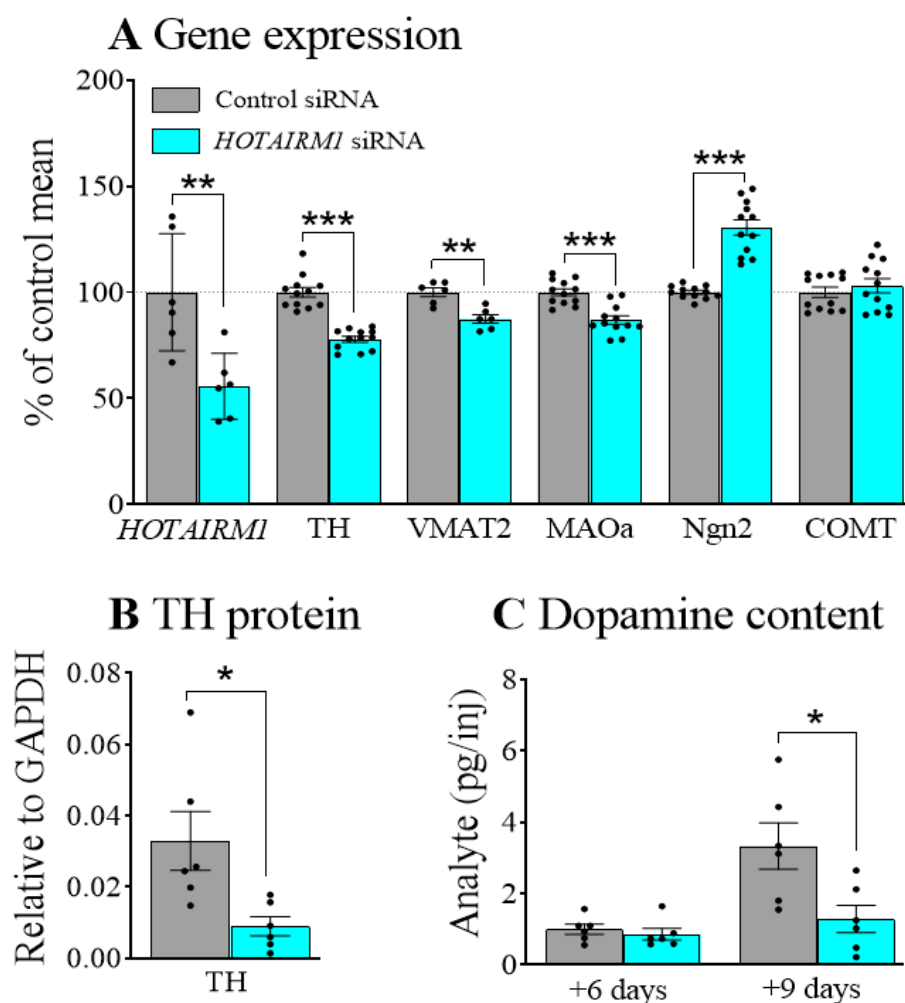 A Gene expression
% of control mean
200
150
100
50
0
Control siRNA
HOTAIRM1 siRNA
**
***
**
***
***
HOTAIRM1 TH VMAT2 MAOa Ngn2 COMT
B TH protein
Relative to GAPDH
0.08
0.06
0.04
0.02
0.00
*
TH
C Dopamine content
Analyte (pg/inj)
8
6
4
2
0
*
+6 days +9 days